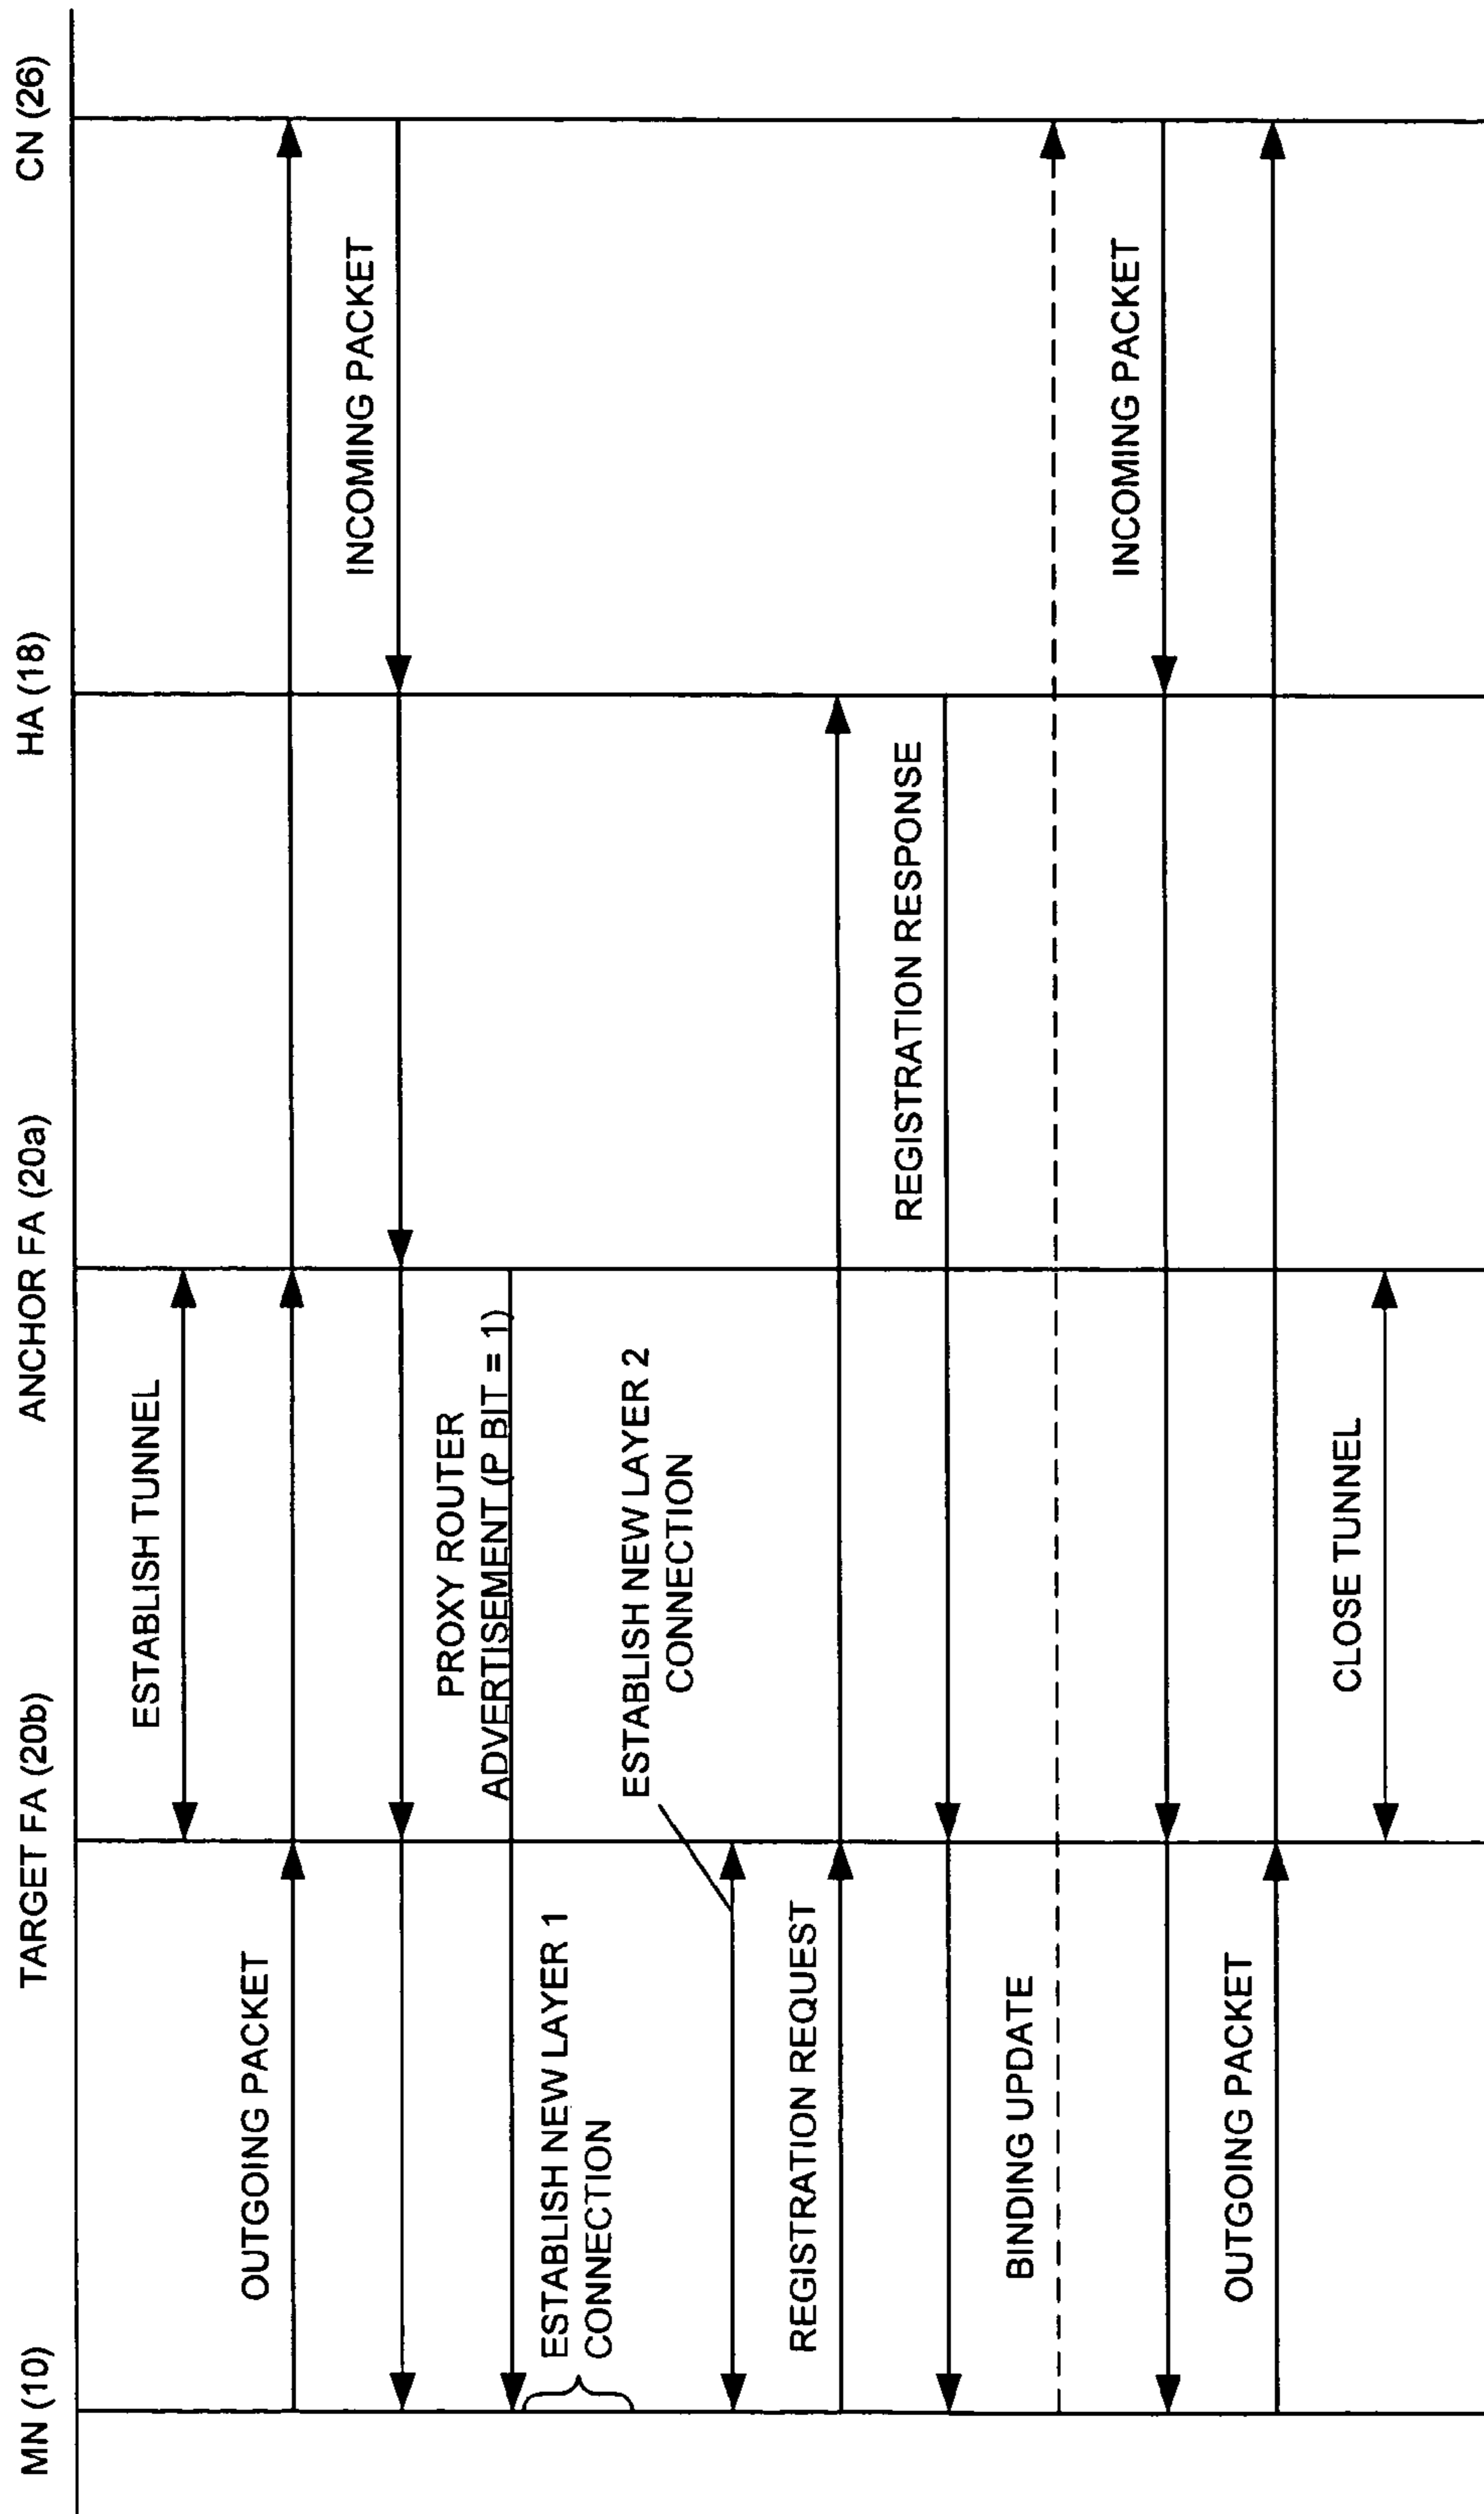 MN (10)
TARGET FA (20b)
ANCHOR FA (20a)
HA (18)
CN (26)
ESTABLISH TUNNEL
OUTGOING PACKET
INCOMING PACKET
PROXY ROUTER
ADVERTISEMENT (P BIT = 1)
ESTABLISH NEW LAYER 1
CONNECTION
ESTABLISH NEW LAYER 2
CONNECTION
REGISTRATION REQUEST
REGISTRATION RESPONSE
BINDING UPDATE
INCOMING PACKET
OUTGOING PACKET
CLOSE TUNNEL